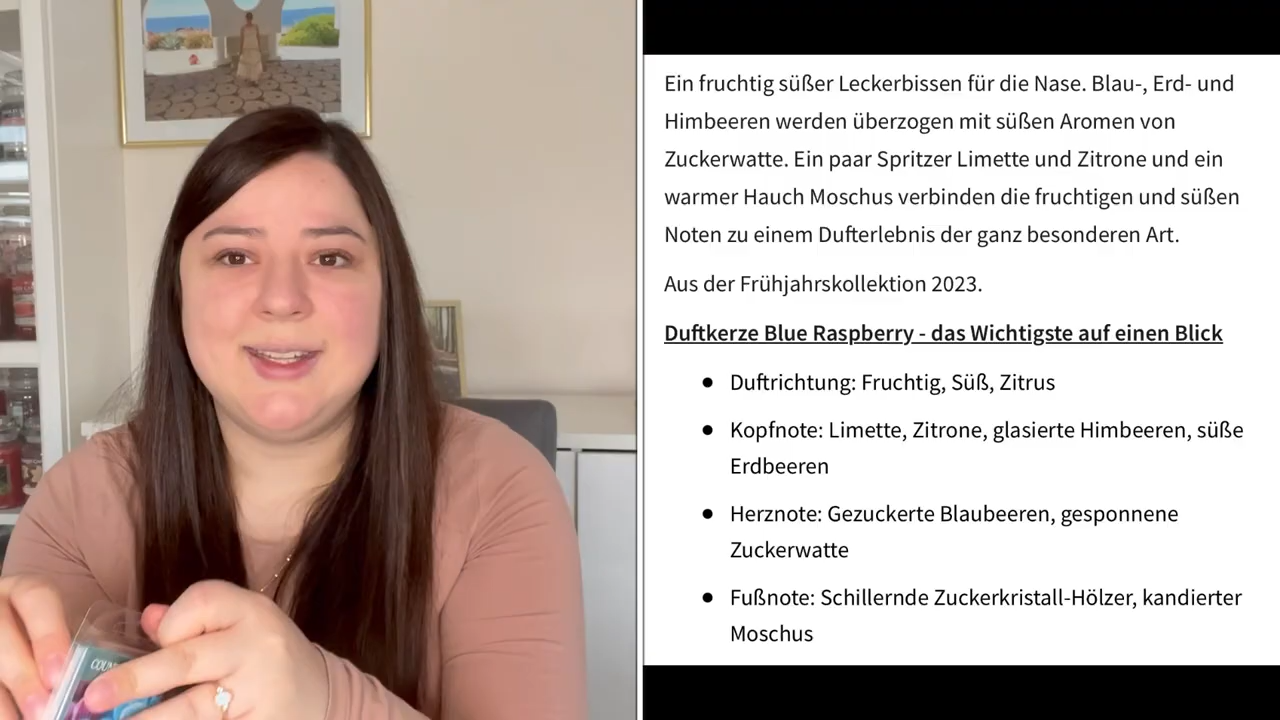 COUN
Ein fruchtig süßer Leckerbissen für die Nase. Blau-, Erd- und
Himbeeren werden überzogen mit süßen Aromen von
Zuckerwatte. Ein paar Spritzer Limette und Zitrone und ein
warmer Hauch Moschus verbinden die fruchtigen und süßen
Noten zu einem Dufterlebnis der ganz besonderen Art.
Aus der Frühjahrskollektion 2023.
Duftkerze Blue Raspberry - das Wichtigste auf einen Blick
● Duftrichtung: Fruchtig, Süß, Zitrus
● Kopfnote: Limette, Zitrone, glasierte Himbeeren, süße
Erdbeeren
● Herznote: Gezuckerte Blaubeeren, gesponnene
Zuckerwatte
● Fußnote: Schillernde Zuckerkristall-Hölzer, kandierter
Moschus